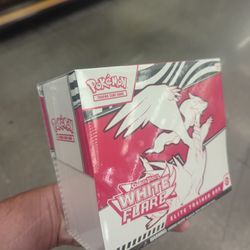 POKÉMON
TRADING CARD GAME
WHITE
FLARE
ELITE TRAINER BOX